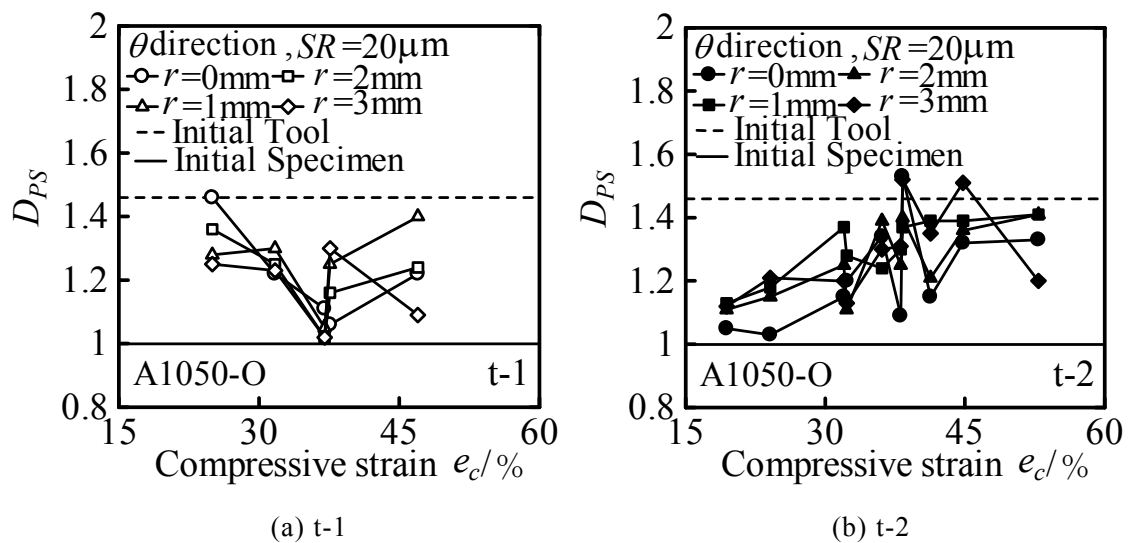 2
θ direction , SR =20μm
r =0mm r =2mm
r =1mm r =3mm
Initial Tool
Initial Specimen
1.8
1.6
1.4
1.2
1
0.8
D_PS
A1050-O t-1
15 30 45 60
Compressive strain e_c / %
(a) t-1
2
θ direction , SR =20μm
r =0mm r =2mm
r =1mm r =3mm
Initial Tool
Initial Specimen
1.8
1.6
1.4
1.2
1
0.8
D_PS
A1050-O t-2
15 30 45 60
Compressive strain e_c / %
(b) t-2